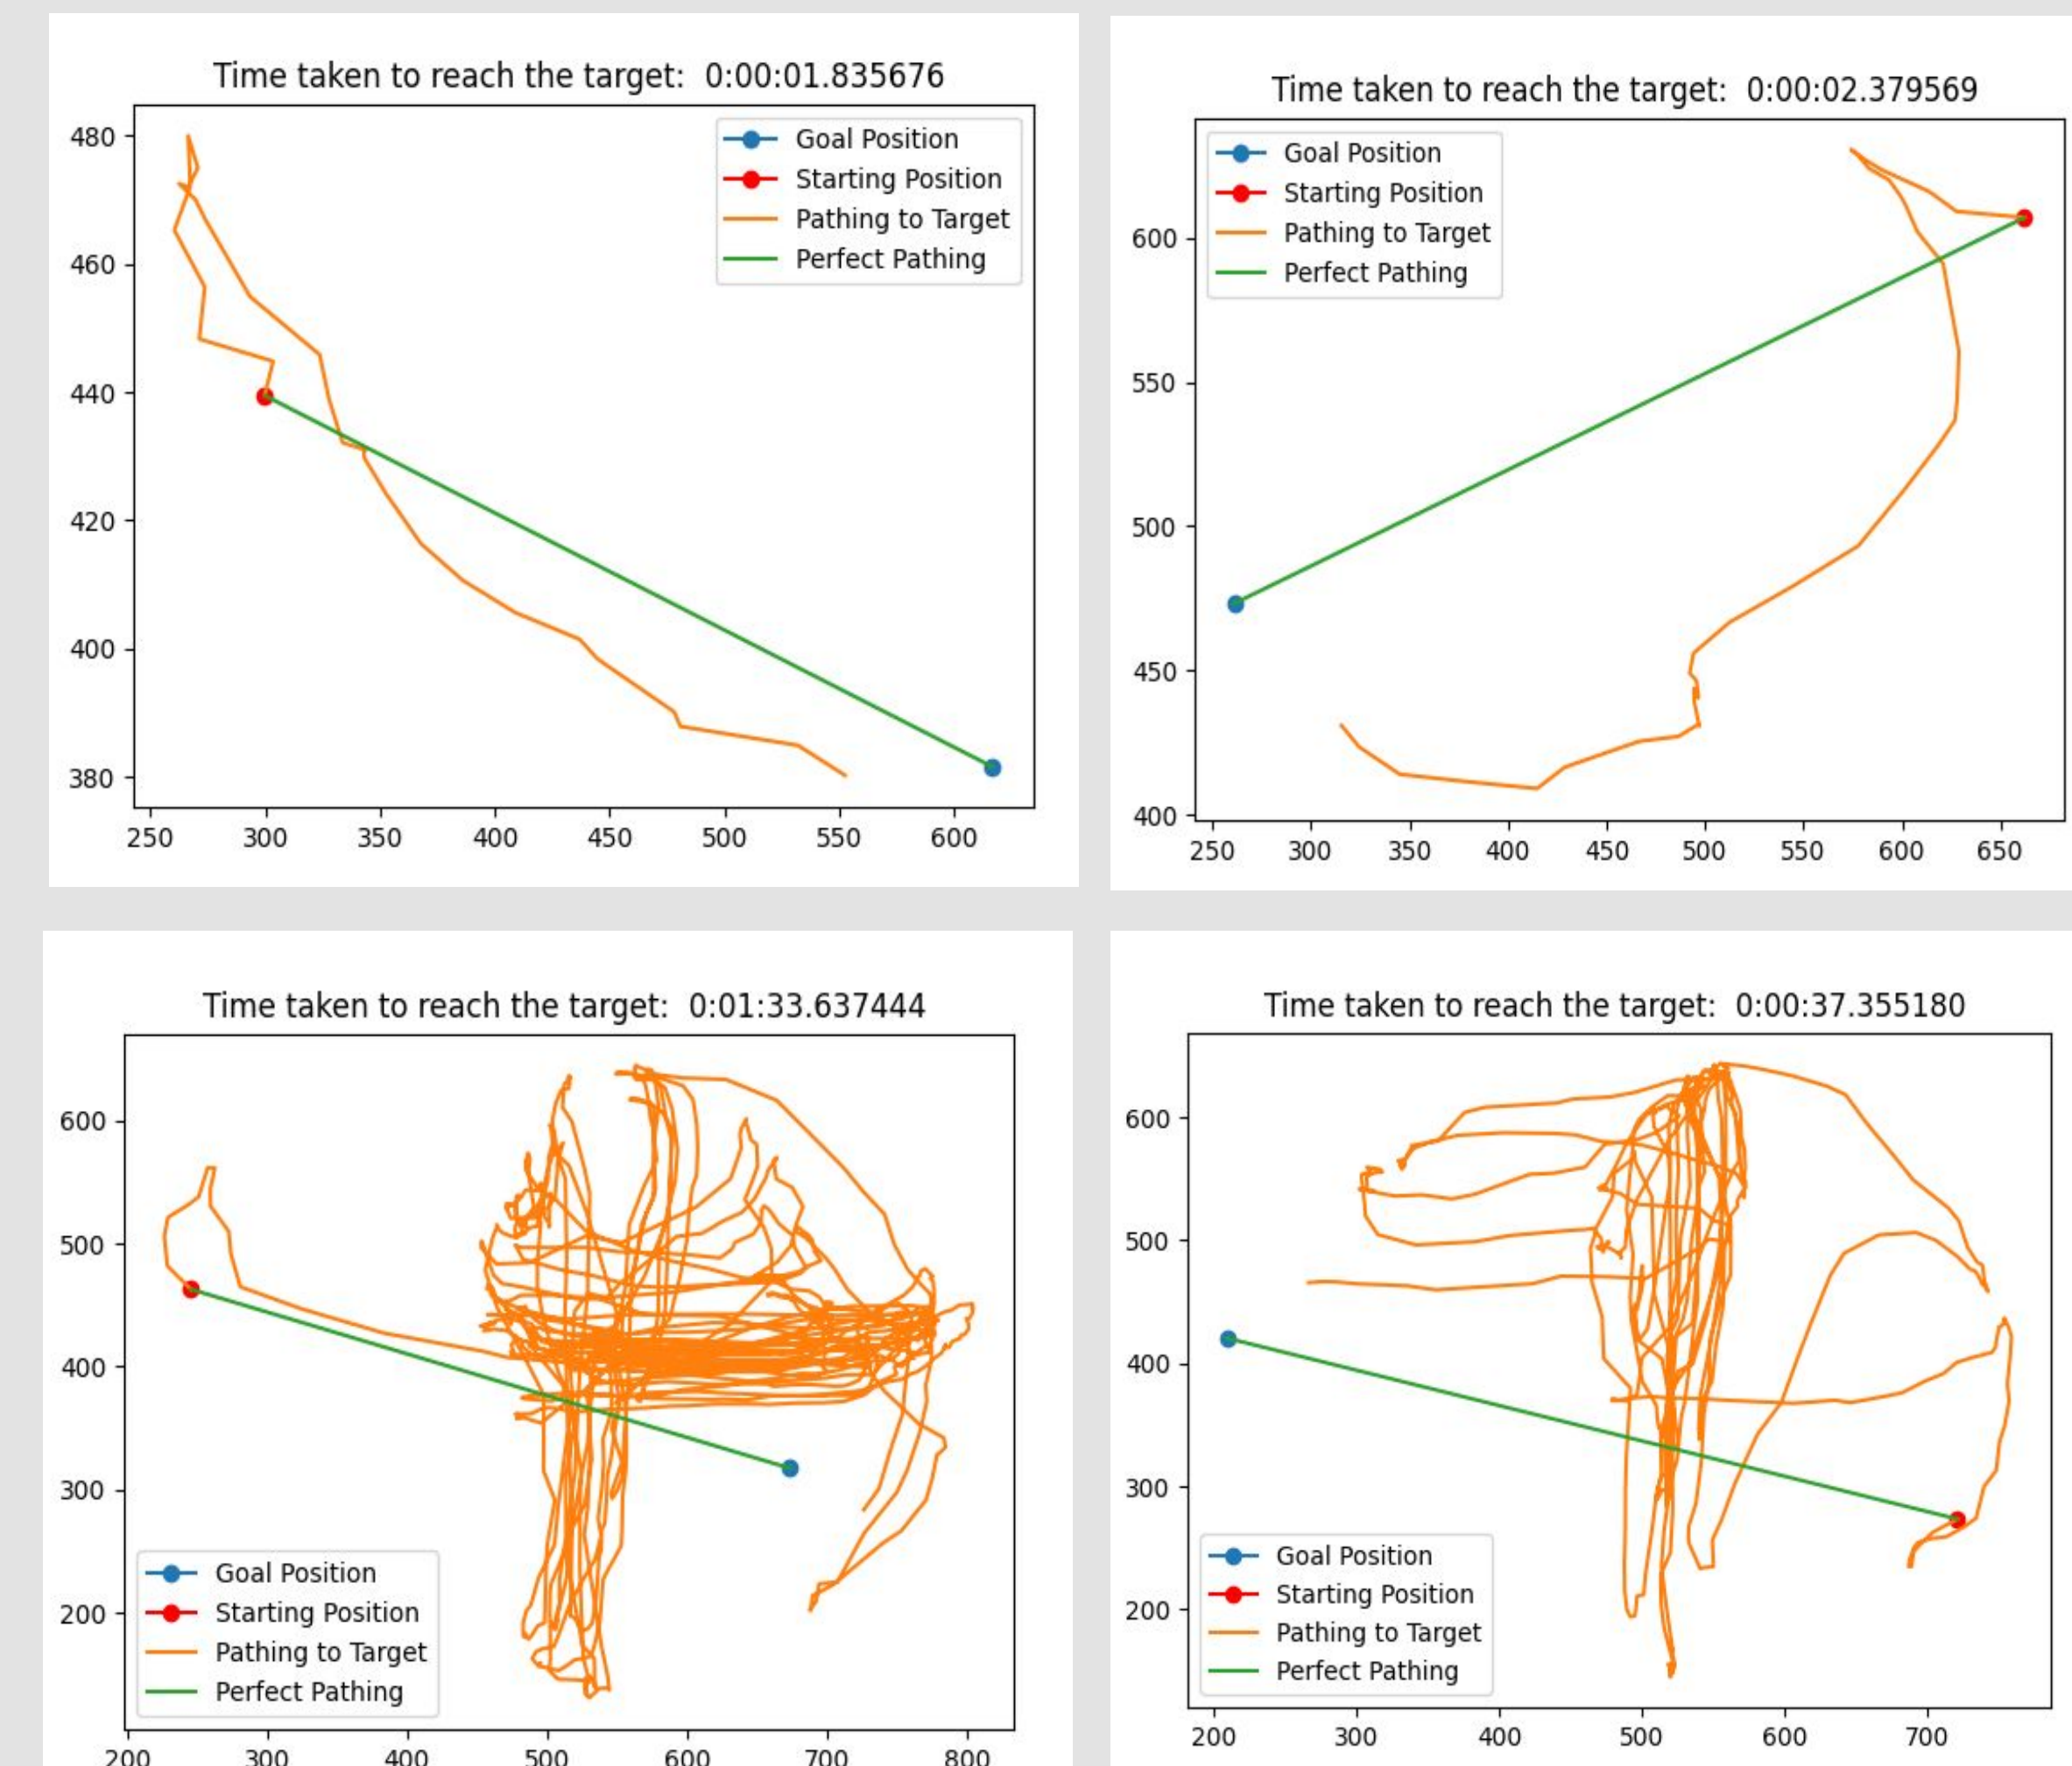 Time taken to reach the target:  0:00:01.835676
480
460
440
420
400
380
Goal Position
Starting Position
Pathing to Target
Perfect Pathing
250 300 350 400 450 500 550 600
Time taken to reach the target:  0:00:02.379569
Goal Position
Starting Position
Pathing to Target
Perfect Pathing
600
550
500
450
400
250 300 350 400 450 500 550 600 650
Time taken to reach the target:  0:01:33.637444
600
500
400
300
200
Goal Position
Starting Position
Pathing to Target
Perfect Pathing
200 300 400 500 600 700 800
Time taken to reach the target:  0:00:37.355180
600
500
400
300
200
Goal Position
Starting Position
Pathing to Target
Perfect Pathing
200 300 400 500 600 700